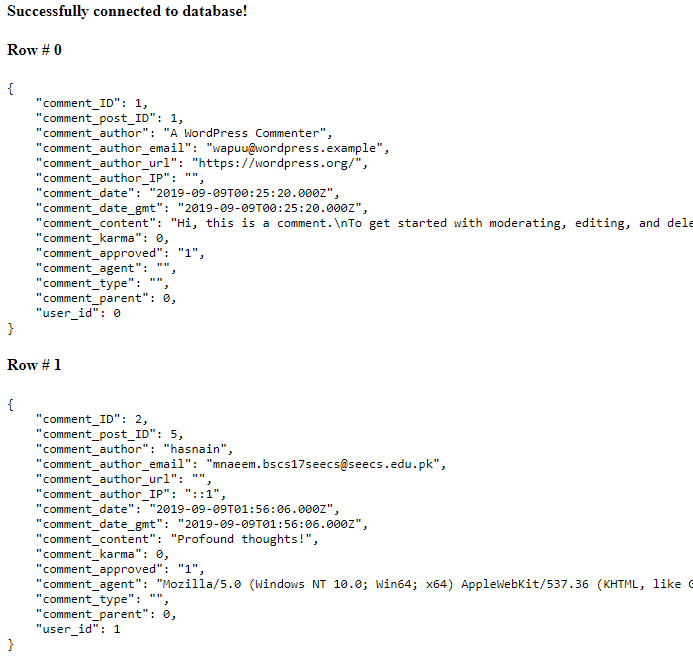 Successfully connected to database!
Row # 0
{
    "comment_ID": 1,
    "comment_post_ID": 1,
    "comment_author": "A WordPress Commenter",
    "comment_author_email": "wapuu@wordpress.example",
    "comment_author_url": "https://wordpress.org/",
    "comment_author_IP": "",
    "comment_date": "2019-09-09T00:25:20.000Z",
    "comment_date_gmt": "2019-09-09T00:25:20.000Z",
    "comment_content": "Hi, this is a comment.\nTo get started with moderating, editing, and dele
    "comment_karma": 0,
    "comment_approved": "1",
    "comment_agent": "",
    "comment_type": "",
    "comment_parent": 0,
    "user_id": 0
}
Row # 1
{
    "comment_ID": 2,
    "comment_post_ID": 5,
    "comment_author": "hasnain",
    "comment_author_email": "mnaeem.bscs17seecs@seecs.edu.pk",
    "comment_author_url": "",
    "comment_author_IP": "::1",
    "comment_date": "2019-09-09T01:56:06.000Z",
    "comment_date_gmt": "2019-09-09T01:56:06.000Z",
    "comment_content": "Profound thoughts!",
    "comment_karma": 0,
    "comment_approved": "1",
    "comment_agent": "Mozilla/5.0 (Windows NT 10.0; Win64; x64) AppleWebKit/537.36 (KHTML, like G
    "comment_type": "",
    "comment_parent": 0,
    "user_id": 1
}